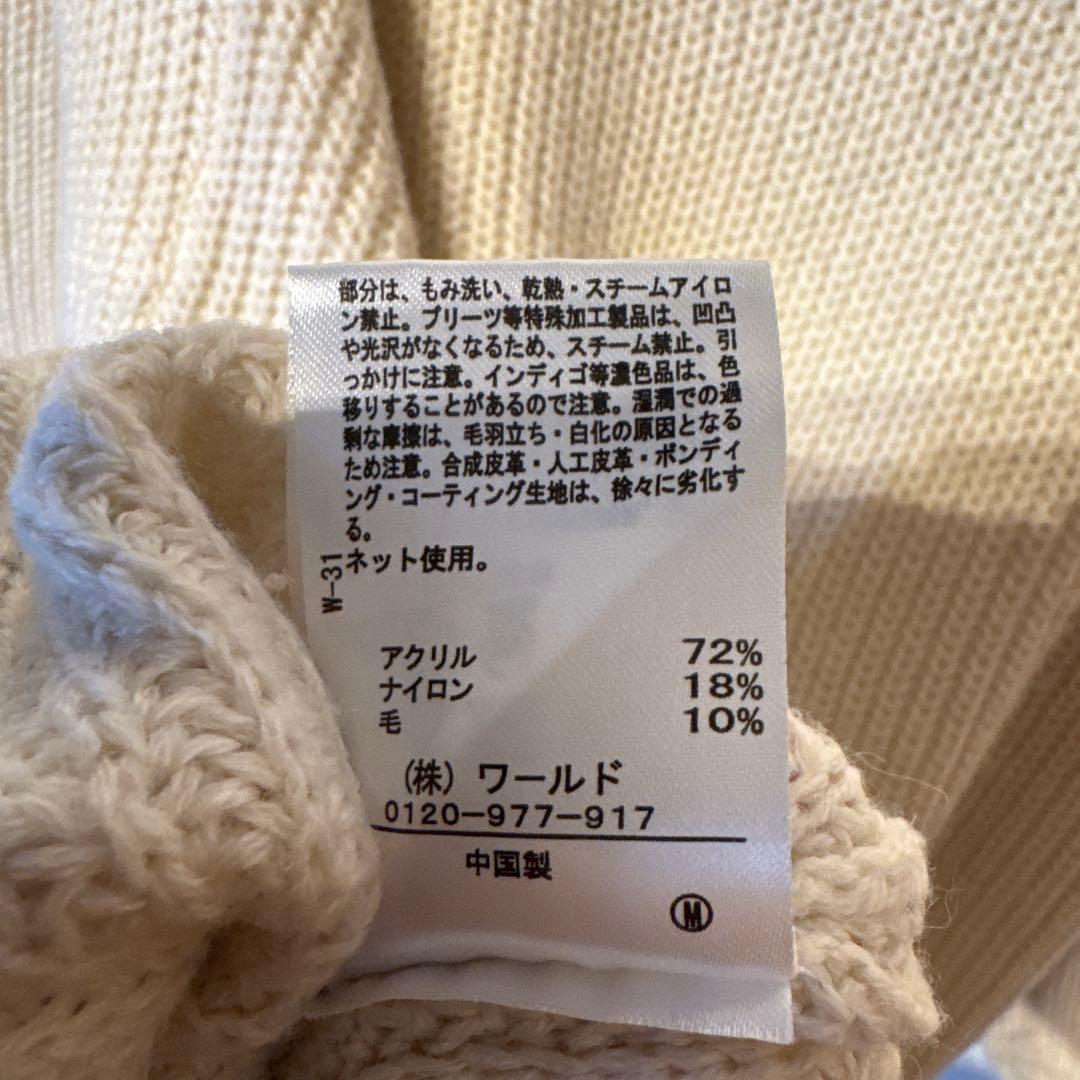 部分は、もみ洗い、乾熱・スチームアイロ
ン禁止。プリーツ等特殊加工製品は、凹凸
や光沢がなくなるため、スチーム禁止。引
っかけに注意。インディゴ等濃色品は、色
移りすることがあるので注意。湿潤での過
剰な摩擦は、毛羽立ち・白化の原因となる
ため注意。合成皮革・人工皮革・ボンディ
ング・コーティング生地は、徐々に劣化す
る。
ネット使用。
W-31
アクリル 72%
ナイロン 18%
毛 10%
(株) ワールド
0120-977-917
中国製
Ⓜ